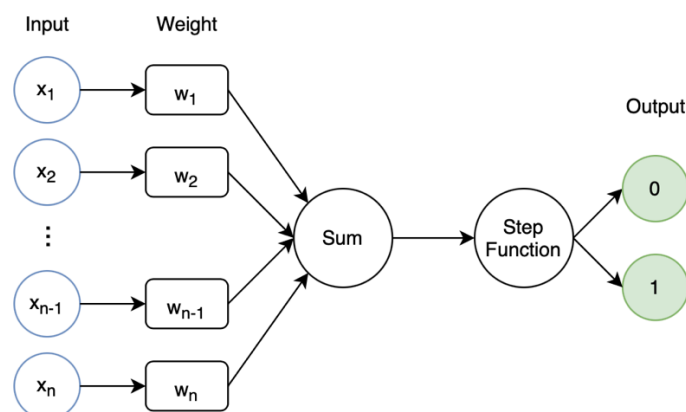 Input Weight
x₁ w₁
Output
x₂ w₂ 0
⋮ Sum Step
Function
xₙ₋₁ wₙ₋₁ 1
xₙ wₙ